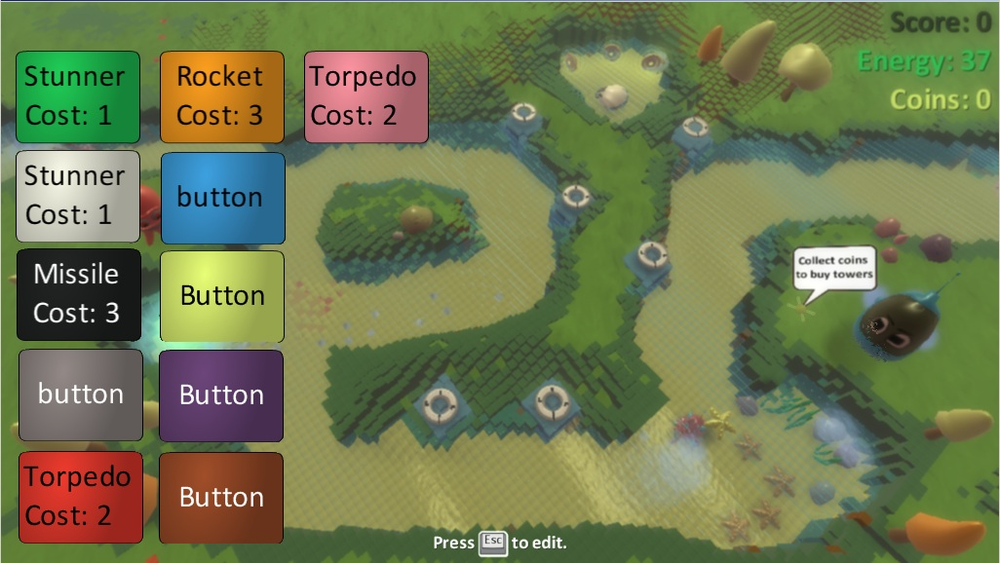 Score: 0
Energy: 37
Coins: 0
Stunner
Cost: 1
Rocket
Cost: 3
Torpedo
Cost: 2
Stunner
Cost: 1
button
Missile
Cost: 3
Button
button
Button
Torpedo
Cost: 2
Button
Collect coins
to buy towers
Press Esc to edit.